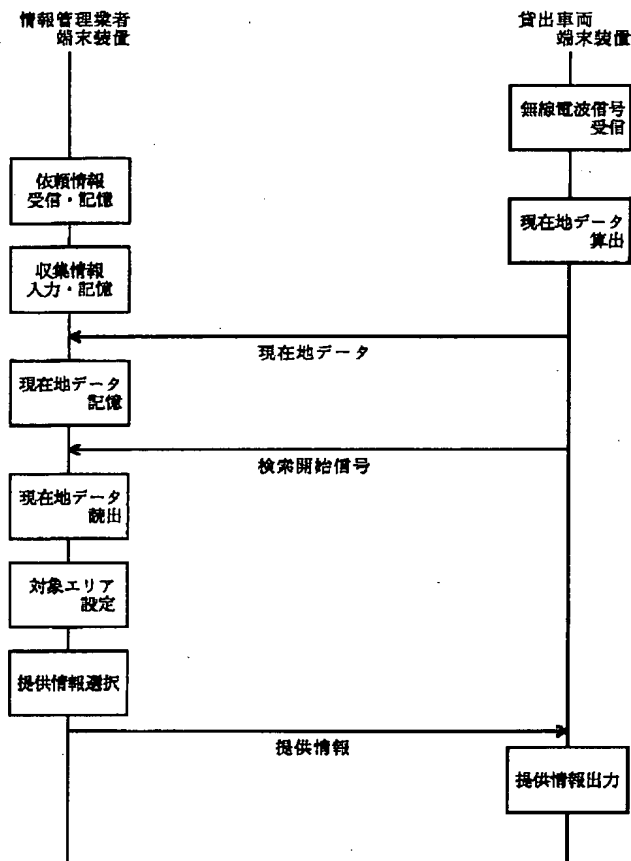 情報管理業者
端末装置
貸出車両
端末装置
無線電波信号
受信
依頼情報
受信・記憶
現在地データ
算出
収集情報
入力・記憶
現在地データ
現在地データ
記憶
検索開始信号
現在地データ
読出
対象エリア
設定
提供情報選択
提供情報
提供情報出力